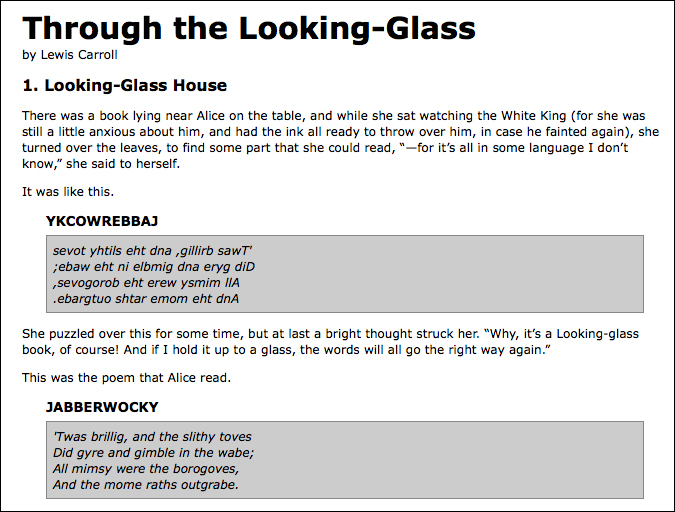 Through the Looking-Glass
by Lewis Carroll
1. Looking-Glass House
There was a book lying near Alice on the table, and while she sat watching the White King (for she was
still a little anxious about him, and had the ink all ready to throw over him, in case he fainted again), she
turned over the leaves, to find some part that she could read, “—for it’s all in some language I don’t
know,” she said to herself.
It was like this.
YKCOWREBBAJ
sevot yhtils eht dna ,gillirb sawT'
;ebaw eht ni elbmig dna eryg diD
,sevogorob eht erew ysmim llA
.ebargtuo shtar emom eht dnA
She puzzled over this for some time, but at last a bright thought struck her. “Why, it’s a Looking-glass
book, of course! And if I hold it up to a glass, the words will all go the right way again.”
This was the poem that Alice read.
JABBERWOCKY
'Twas brillig, and the slithy toves
Did gyre and gimble in the wabe;
All mimsy were the borogoves,
And the mome raths outgrabe.